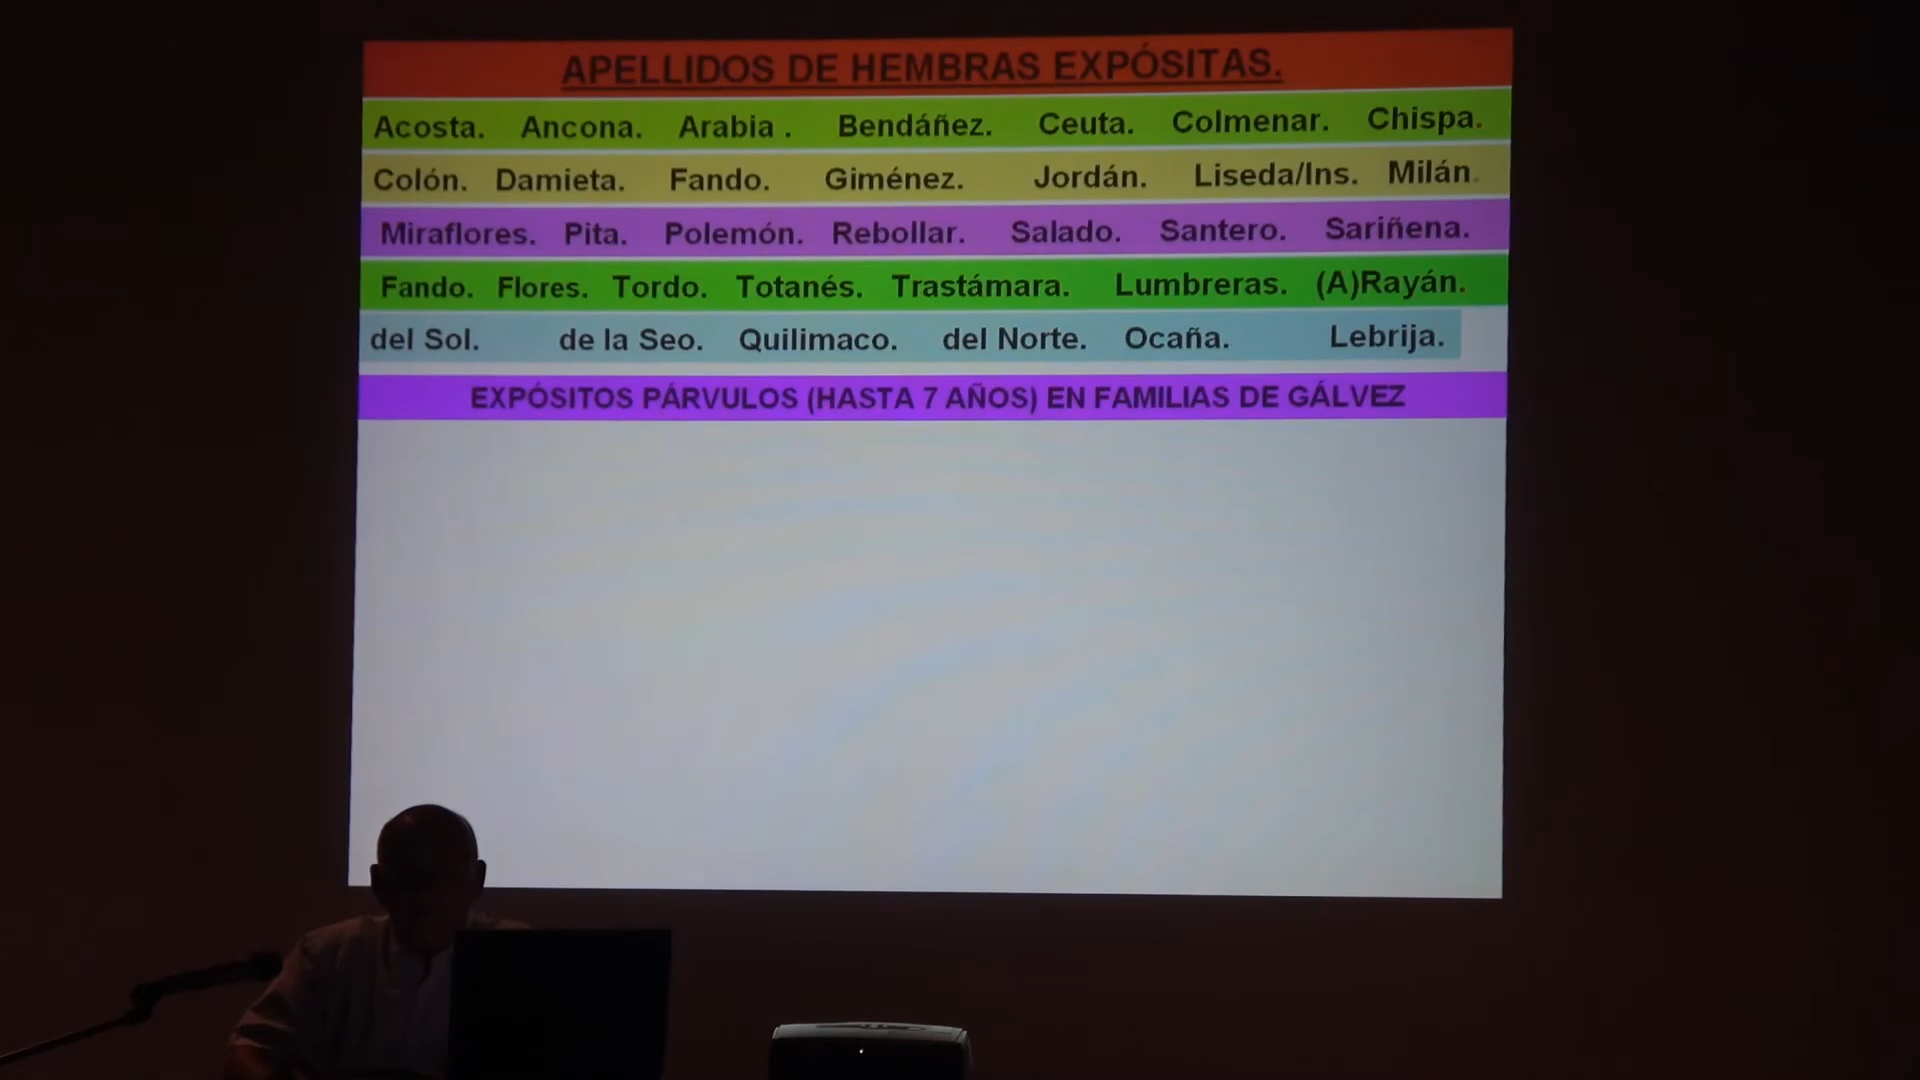 APELLIDOS DE HEMBRAS EXPÓSITAS.
Acosta. Ancona. Arabia . Bendáñez. Ceuta. Colmenar. Chispa.
Colón. Damieta. Fando. Giménez. Jordán. Liseda/Ins. Milán.
Miraflores. Pita. Polemón. Rebollar. Salado. Santero. Sariñena.
Fando. Flores. Tordo. Totanés. Trastámara. Lumbreras. (A)Rayán.
del Sol. de la Seo. Quilimaco. del Norte. Ocaña. Lebrija.
EXPÓSITOS PÁRVULOS (HASTA 7 AÑOS) EN FAMILIAS DE GÁLVEZ